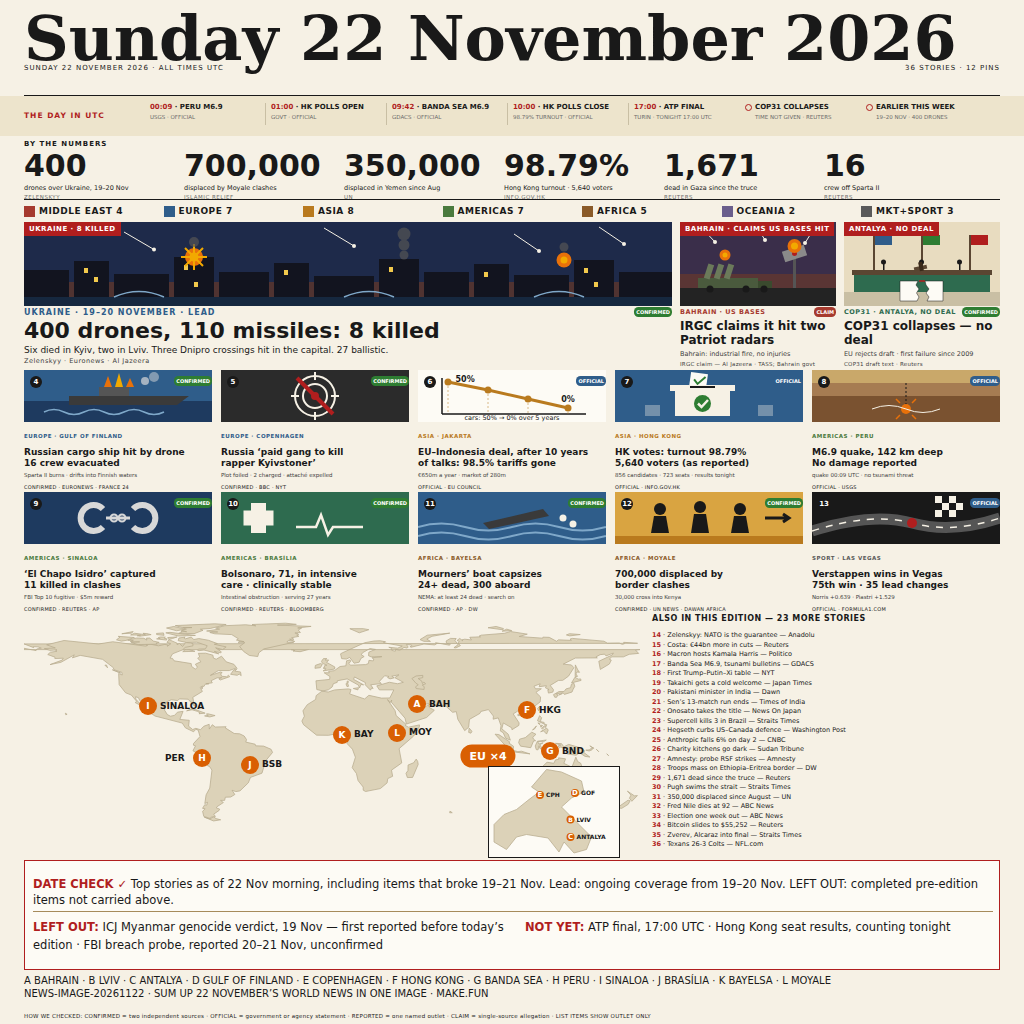 Sunday 22 November 2026
SUNDAY 22 NOVEMBER 2026 · ALL TIMES UTC
36 STORIES · 12 PINS
THE DAY IN UTC
00:09 · PERU M6.9
USGS · OFFICIAL
01:00 · HK POLLS OPEN
GOVT · OFFICIAL
09:42 · BANDA SEA M6.9
GDACS · OFFICIAL
10:00 · HK POLLS CLOSE
98.79% TURNOUT · OFFICIAL
17:00 · ATP FINAL
TURIN · TONIGHT 17:00 UTC
COP31 COLLAPSES
TIME NOT GIVEN · REUTERS
EARLIER THIS WEEK
19–20 NOV · 400 DRONES
BY THE NUMBERS
400
drones over Ukraine, 19–20 Nov
ZELENSKYY
700,000
displaced by Moyale clashes
ISLAMIC RELIEF
350,000
displaced in Yemen since Aug
UN
98.79%
Hong Kong turnout · 5,640 voters
INFO.GOV.HK
1,671
dead in Gaza since the truce
REUTERS
16
crew off Sparta II
REUTERS
MIDDLE EAST 4
EUROPE 7
ASIA 8
AMERICAS 7
AFRICA 5
OCEANIA 2
MKT+SPORT 3
UKRAINE · 8 KILLED
BAHRAIN · CLAIMS US BASES HIT
ANTALYA · NO DEAL
UKRAINE · 19–20 NOVEMBER · LEAD
CONFIRMED
400 drones, 110 missiles: 8 killed
Six died in Kyiv, two in Lviv. Three Dnipro crossings hit in the capital. 27 ballistic.
Zelenskyy · Euronews · Al Jazeera
BAHRAIN · US BASES
CLAIM
IRGC claims it hit two
Patriot radars
Bahrain: industrial fire, no injuries
IRGC claim — Al Jazeera · TASS; Bahrain govt
COP31 · ANTALYA, NO DEAL
CONFIRMED
COP31 collapses — no
deal
EU rejects draft · first failure since 2009
COP31 draft text · Reuters
4
CONFIRMED
EUROPE · GULF OF FINLAND
Russian cargo ship hit by drone
16 crew evacuated
Sparta II burns · drifts into Finnish waters
CONFIRMED · EURONEWS · FRANCE 24
5
CONFIRMED
EUROPE · COPENHAGEN
Russia ‘paid gang to kill
rapper Kyivstoner’
Plot foiled · 2 charged · attaché expelled
CONFIRMED · BBC · NYT
6
OFFICIAL
50%
0%
cars: 50% → 0% over 5 years
ASIA · JAKARTA
EU–Indonesia deal, after 10 years
of talks: 98.5% tariffs gone
€650m a year · market of 280m
OFFICIAL · EU COUNCIL
7
OFFICIAL
ASIA · HONG KONG
HK votes: turnout 98.79%
5,640 voters (as reported)
856 candidates · 723 seats · results tonight
OFFICIAL · INFO.GOV.HK
8
OFFICIAL
AMERICAS · PERU
M6.9 quake, 142 km deep
No damage reported
quake 00:09 UTC · no tsunami threat
OFFICIAL · USGS
9
CONFIRMED
AMERICAS · SINALOA
‘El Chapo Isidro’ captured
11 killed in clashes
FBI Top 10 fugitive · $5m reward
CONFIRMED · REUTERS · AP
10
CONFIRMED
AMERICAS · BRASÍLIA
Bolsonaro, 71, in intensive
care · clinically stable
Intestinal obstruction · serving 27 years
CONFIRMED · REUTERS · BLOOMBERG
11
CONFIRMED
AFRICA · BAYELSA
Mourners’ boat capsizes
24+ dead, 300 aboard
NEMA: at least 24 dead · search on
CONFIRMED · AP · DW
12
CONFIRMED
AFRICA · MOYALE
700,000 displaced by
border clashes
30,000 cross into Kenya
CONFIRMED · UN NEWS · DAWAN AFRICA
13
OFFICIAL
SPORT · LAS VEGAS
Verstappen wins in Vegas
75th win · 35 lead changes
Norris +0.639 · Piastri +1.529
OFFICIAL · FORMULA1.COM
I SINALOA
A BAH
F HKG
K BAY
L MOY
PER H
J BSB
EU ×4
G BND
E CPH
D GOF
B LVIV
C ANTALYA
ALSO IN THIS EDITION — 23 MORE STORIES
14 · Zelenskyy: NATO is the guarantee — Anadolu
15 · Costa: €44bn more in cuts — Reuters
16 · Macron hosts Kamala Harris — Politico
17 · Banda Sea M6.9, tsunami bulletins — GDACS
18 · First Trump–Putin–Xi table — NYT
19 · Takaichi gets a cold welcome — Japan Times
20 · Pakistani minister in India — Dawn
21 · Sen’s 13-match run ends — Times of India
22 · Onosato takes the title — News On Japan
23 · Supercell kills 3 in Brazil — Straits Times
24 · Hegseth curbs US–Canada defence — Washington Post
25 · Anthropic falls 6% on day 2 — CNBC
26 · Charity kitchens go dark — Sudan Tribune
27 · Amnesty: probe RSF strikes — Amnesty
28 · Troops mass on Ethiopia–Eritrea border — DW
29 · 1,671 dead since the truce — Reuters
30 · Pugh swims the strait — Straits Times
31 · 350,000 displaced since August — UN
32 · Fred Nile dies at 92 — ABC News
33 · Election one week out — ABC News
34 · Bitcoin slides to $55,252 — Reuters
35 · Zverev, Alcaraz into final — Straits Times
36 · Texans 26-3 Colts — NFL.com
DATE CHECK ✓ Top stories as of 22 Nov morning, including items that broke 19–21 Nov. Lead: ongoing coverage from 19–20 Nov. LEFT OUT: completed pre-edition
items not carried above.
LEFT OUT: ICJ Myanmar genocide verdict, 19 Nov — first reported before today’s
edition · FBI breach probe, reported 20–21 Nov, unconfirmed
NOT YET: ATP final, 17:00 UTC · Hong Kong seat results, counting tonight
A BAHRAIN · B LVIV · C ANTALYA · D GULF OF FINLAND · E COPENHAGEN · F HONG KONG · G BANDA SEA · H PERU · I SINALOA · J BRASÍLIA · K BAYELSA · L MOYALE
NEWS-IMAGE-20261122 · SUM UP 22 NOVEMBER’S WORLD NEWS IN ONE IMAGE · MAKE.FUN
HOW WE CHECKED: CONFIRMED = two independent sources · OFFICIAL = government or agency statement · REPORTED = one named outlet · CLAIM = single-source allegation · LIST ITEMS SHOW OUTLET ONLY